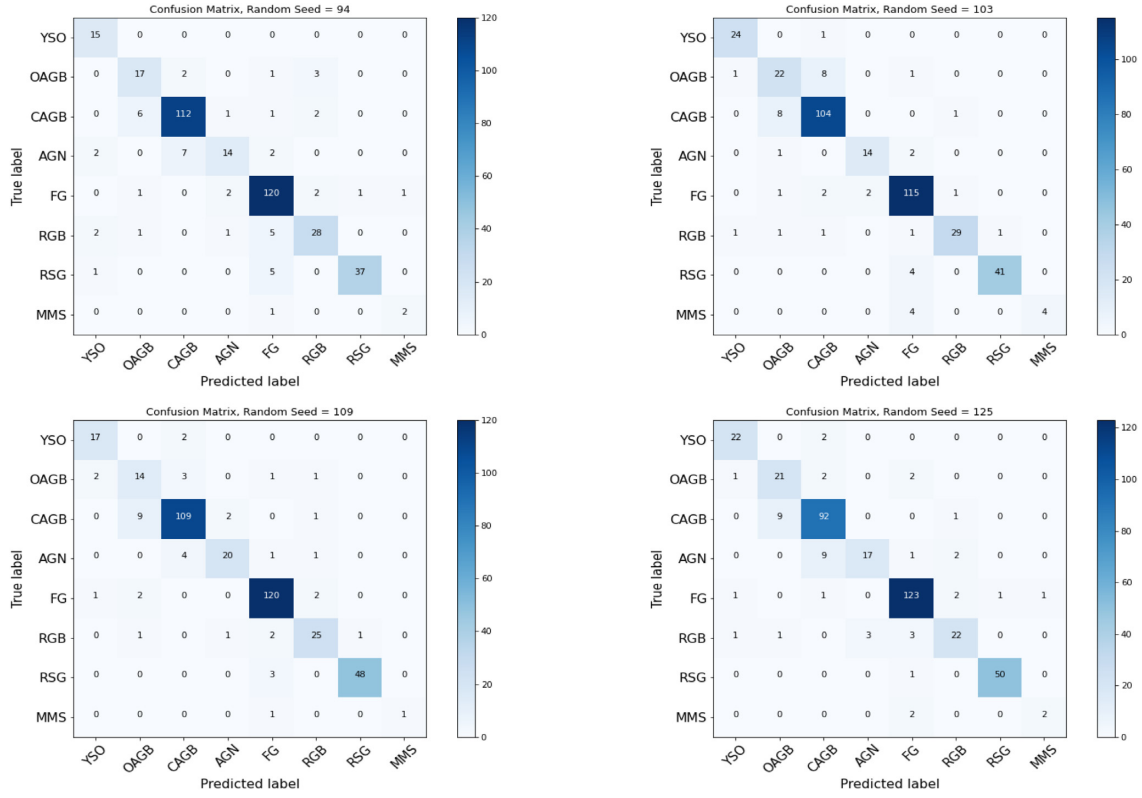 Confusion Matrix, Random Seed = 94
YSO 15 0 0 0 0 0 0 0
OAGB 0 17 2 0 1 3 0 0
CAGB 0 6 112 1 1 2 0 0
AGN 2 0 7 14 2 0 0 0
FG 0 1 0 2 120 2 1 1
RGB 2 1 0 1 5 28 0 0
RSG 1 0 0 0 5 0 37 0
MMS 0 0 0 0 1 0 0 2
True label
YSO OAGB CAGB AGN FG RGB RSG MMS
Predicted label
120
100
80
60
40
20
0
Confusion Matrix, Random Seed = 103
YSO 24 0 1 0 0 0 0 0
OAGB 1 22 8 0 1 0 0 0
CAGB 0 8 104 0 0 1 0 0
AGN 0 1 0 14 2 0 0 0
FG 0 1 2 2 115 1 0 0
RGB 1 1 1 0 1 29 1 0
RSG 0 0 0 0 4 0 41 0
MMS 0 0 0 0 4 0 0 4
True label
YSO OAGB CAGB AGN FG RGB RSG MMS
Predicted label
100
80
60
40
20
0
Confusion Matrix, Random Seed = 109
YSO 17 0 2 0 0 0 0 0
OAGB 2 14 3 0 1 1 0 0
CAGB 0 9 109 2 0 1 0 0
AGN 0 0 4 20 1 1 0 0
FG 1 2 0 0 120 2 0 0
RGB 0 1 0 1 2 25 1 0
RSG 0 0 0 0 3 0 48 0
MMS 0 0 0 0 1 0 0 1
True label
YSO OAGB CAGB AGN FG RGB RSG MMS
Predicted label
120
100
80
60
40
20
0
Confusion Matrix, Random Seed = 125
YSO 22 0 2 0 0 0 0 0
OAGB 1 21 2 0 2 0 0 0
CAGB 0 9 92 0 0 1 0 0
AGN 0 0 9 17 1 2 0 0
FG 1 0 1 0 123 2 1 1
RGB 1 1 0 3 3 22 0 0
RSG 0 0 0 0 1 0 50 0
MMS 0 0 0 0 2 0 0 2
True label
YSO OAGB CAGB AGN FG RGB RSG MMS
Predicted label
120
100
80
60
40
20
0